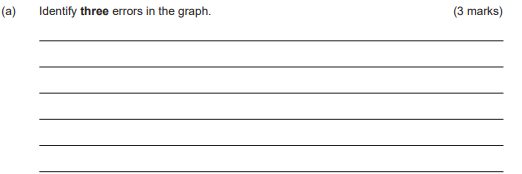 (a) Identify three errors in the graph. (3 marks)